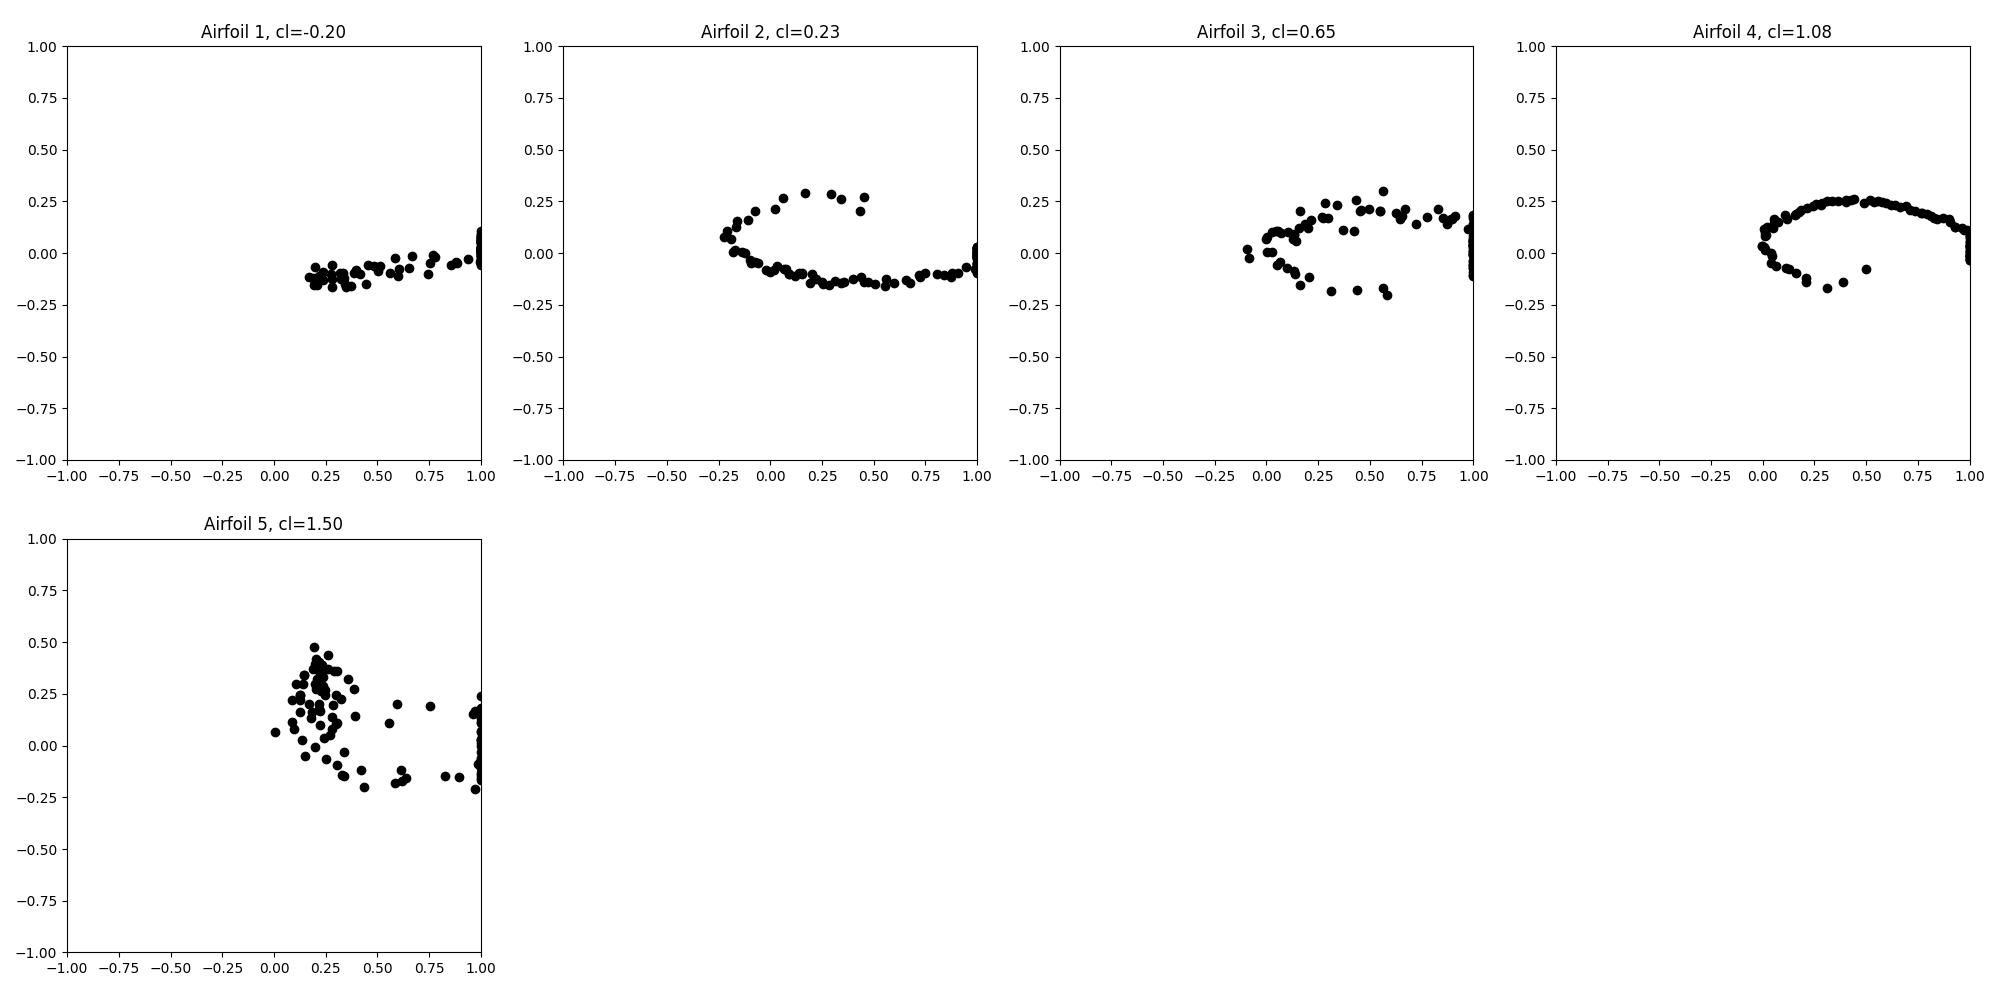 Airfoil 1, cl=-0.20
Airfoil 2, cl=0.23
Airfoil 3, cl=0.65
Airfoil 4, cl=1.08
1.00 1.00 1.00 1.00
0.75 0.75 0.75 0.75
0.50 0.50 0.50 0.50
0.25 0.25 0.25 0.25
0.00 0.00 0.00 0.00
−0.25 −0.25 −0.25 −0.25
−0.50 −0.50 −0.50 −0.50
−0.75 −0.75 −0.75 −0.75
−1.00 −1.00 −1.00 −1.00
−1.00 −0.75 −0.50 −0.25 0.00 0.25 0.50 0.75 1.00
−1.00 −0.75 −0.50 −0.25 0.00 0.25 0.50 0.75 1.00
−1.00 −0.75 −0.50 −0.25 0.00 0.25 0.50 0.75 1.00
−1.00 −0.75 −0.50 −0.25 0.00 0.25 0.50 0.75 1.00
Airfoil 5, cl=1.50
1.00
0.75
0.50
0.25
0.00
−0.25
−0.50
−0.75
−1.00
−1.00 −0.75 −0.50 −0.25 0.00 0.25 0.50 0.75 1.00